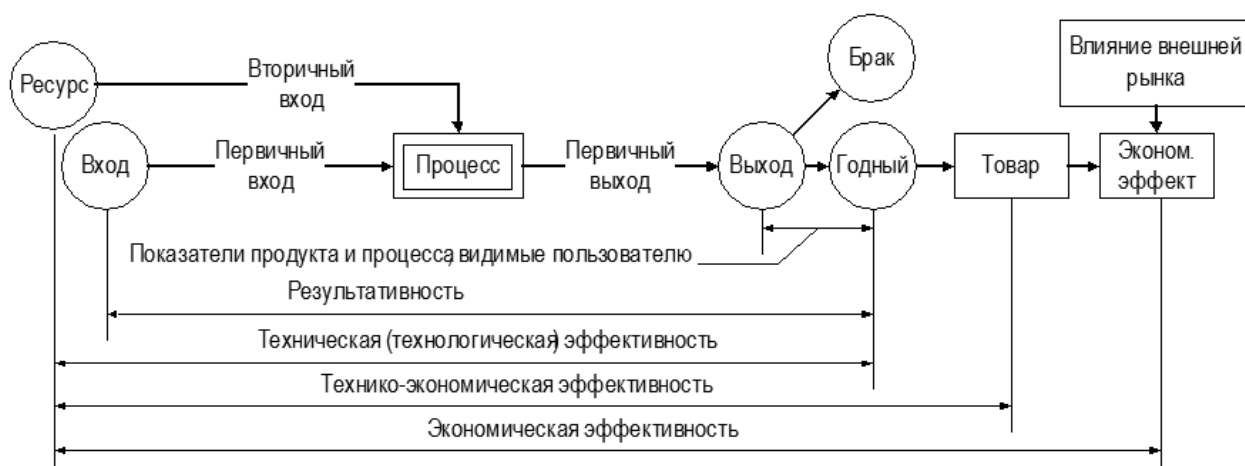 Ресурс
Вторичный
вход
Брак
Влияние внешней
рынка
Вход
Первичный
вход
Процесс
Первичный
выход
Выход
Годный
Товар
Эконом.
эффект
Показатели продукта и процесса, видимые пользователю
Результативность
Техническая (технологическая) эффективность
Технико-экономическая эффективность
Экономическая эффективность